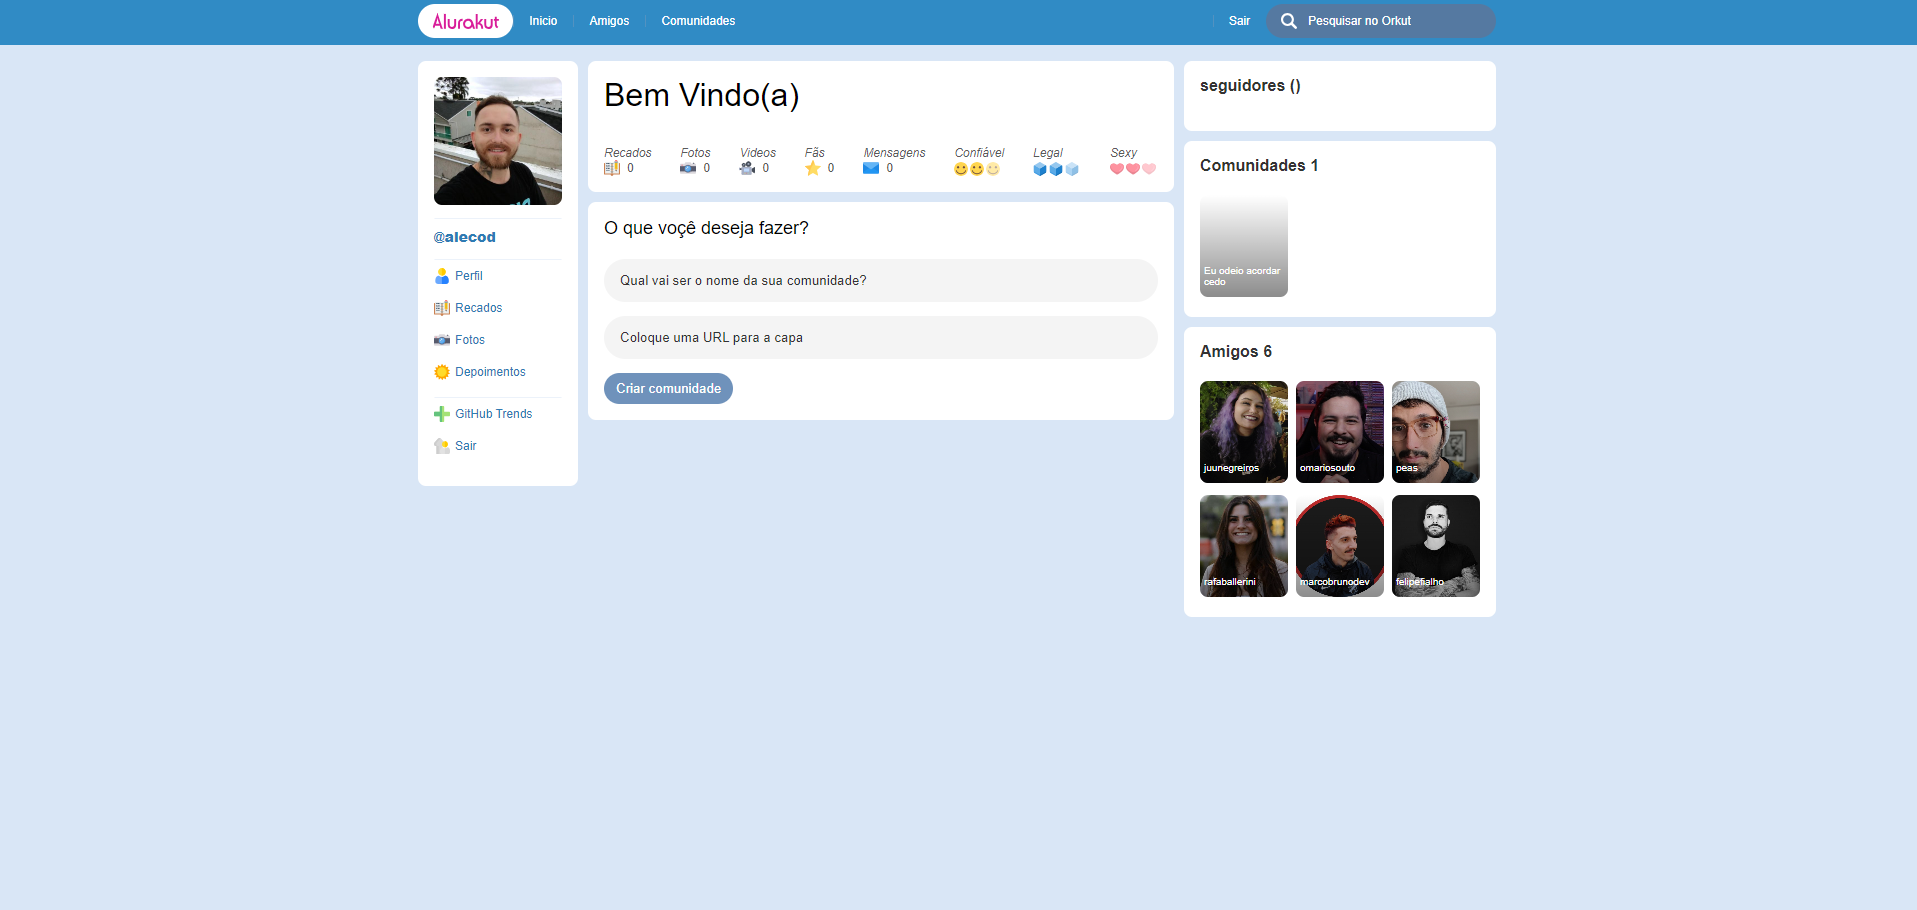 Alurakut
Inicio
Amigos
Comunidades
Sair
Pesquisar no Orkut
@alecod
Perfil
Recados
Fotos
Depoimentos
GitHub Trends
Sair
Bem Vindo(a)
Recados
0
Fotos
0
Videos
0
Fãs
0
Mensagens
0
Confiável
Legal
Sexy
O que voçê deseja fazer?
Qual vai ser o nome da sua comunidade?
Coloque uma URL para a capa
Criar comunidade
seguidores ()
Comunidades 1
Eu odeio acordar
cedo
Amigos 6
juunegreiros
omariosouto
peas
rafaballerini
marcobrunodev
felipefialho